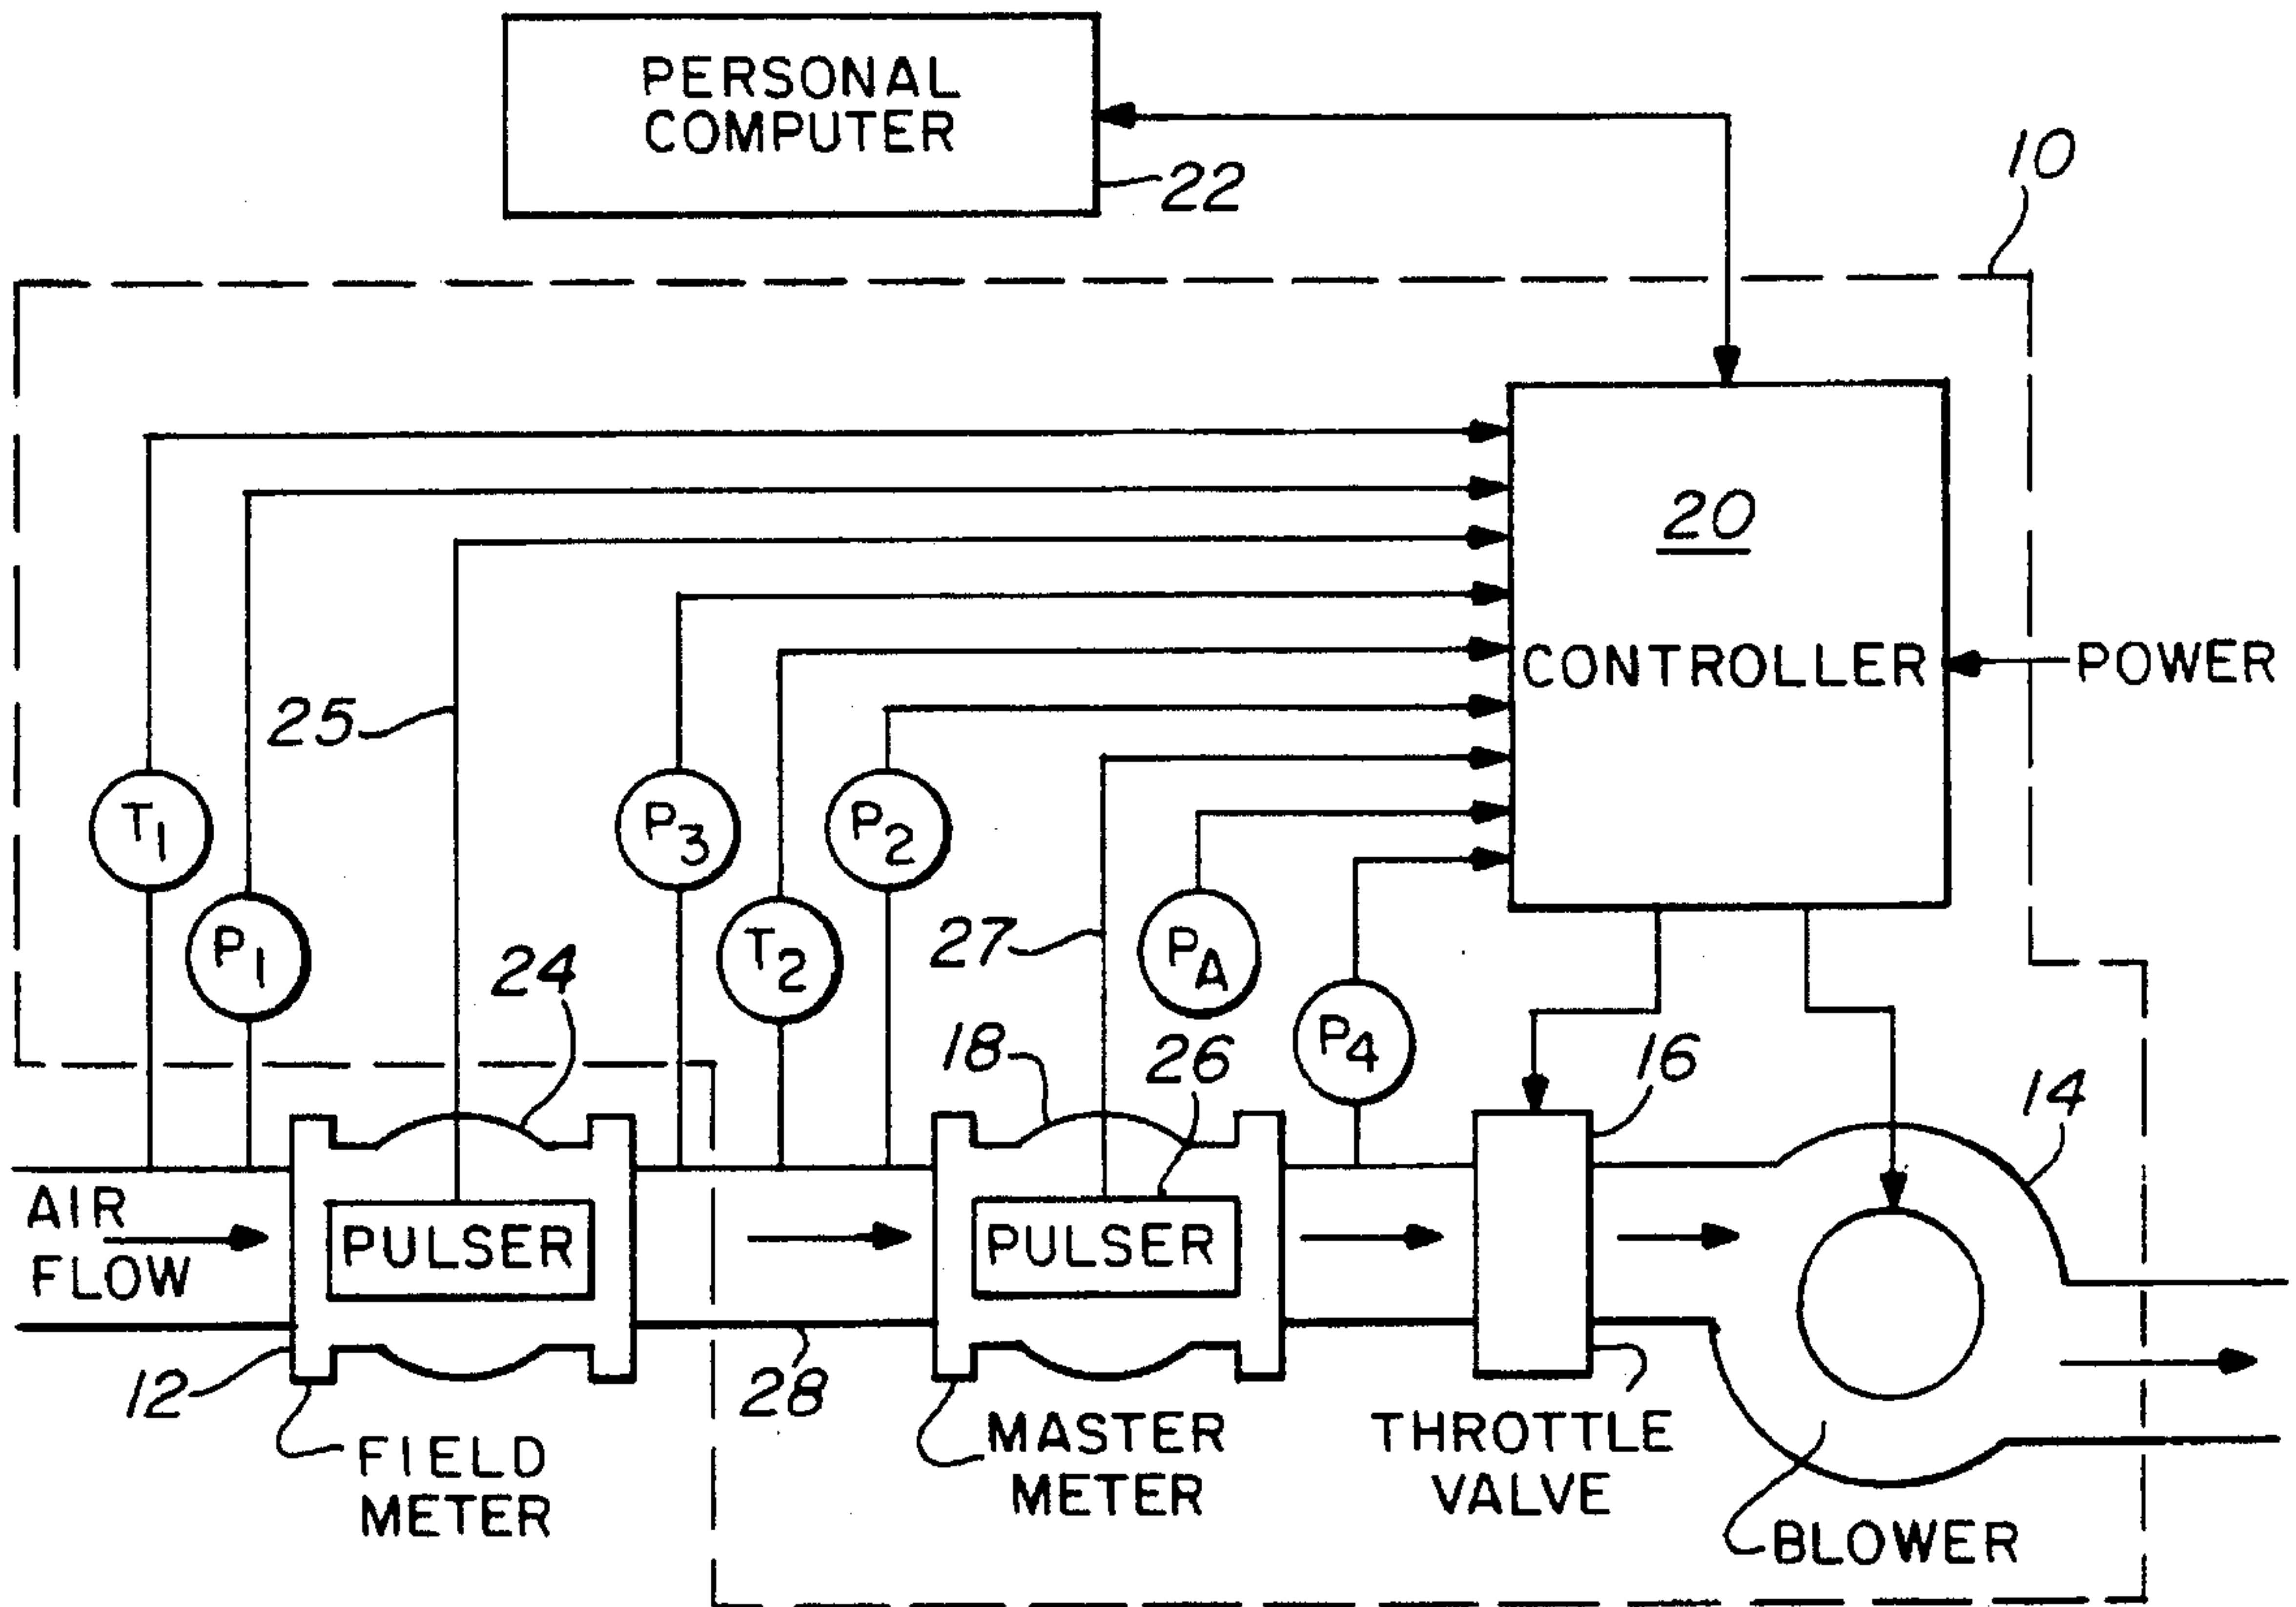 PERSONAL
COMPUTER
22
10
20
CONTROLLER
POWER
25
T1
P3
P2
P1
24
T2
27
PA
18
26
P4
16
14
AIR
FLOW
PULSER
PULSER
12
28
FIELD
METER
MASTER
METER
THROTTLE
VALVE
BLOWER